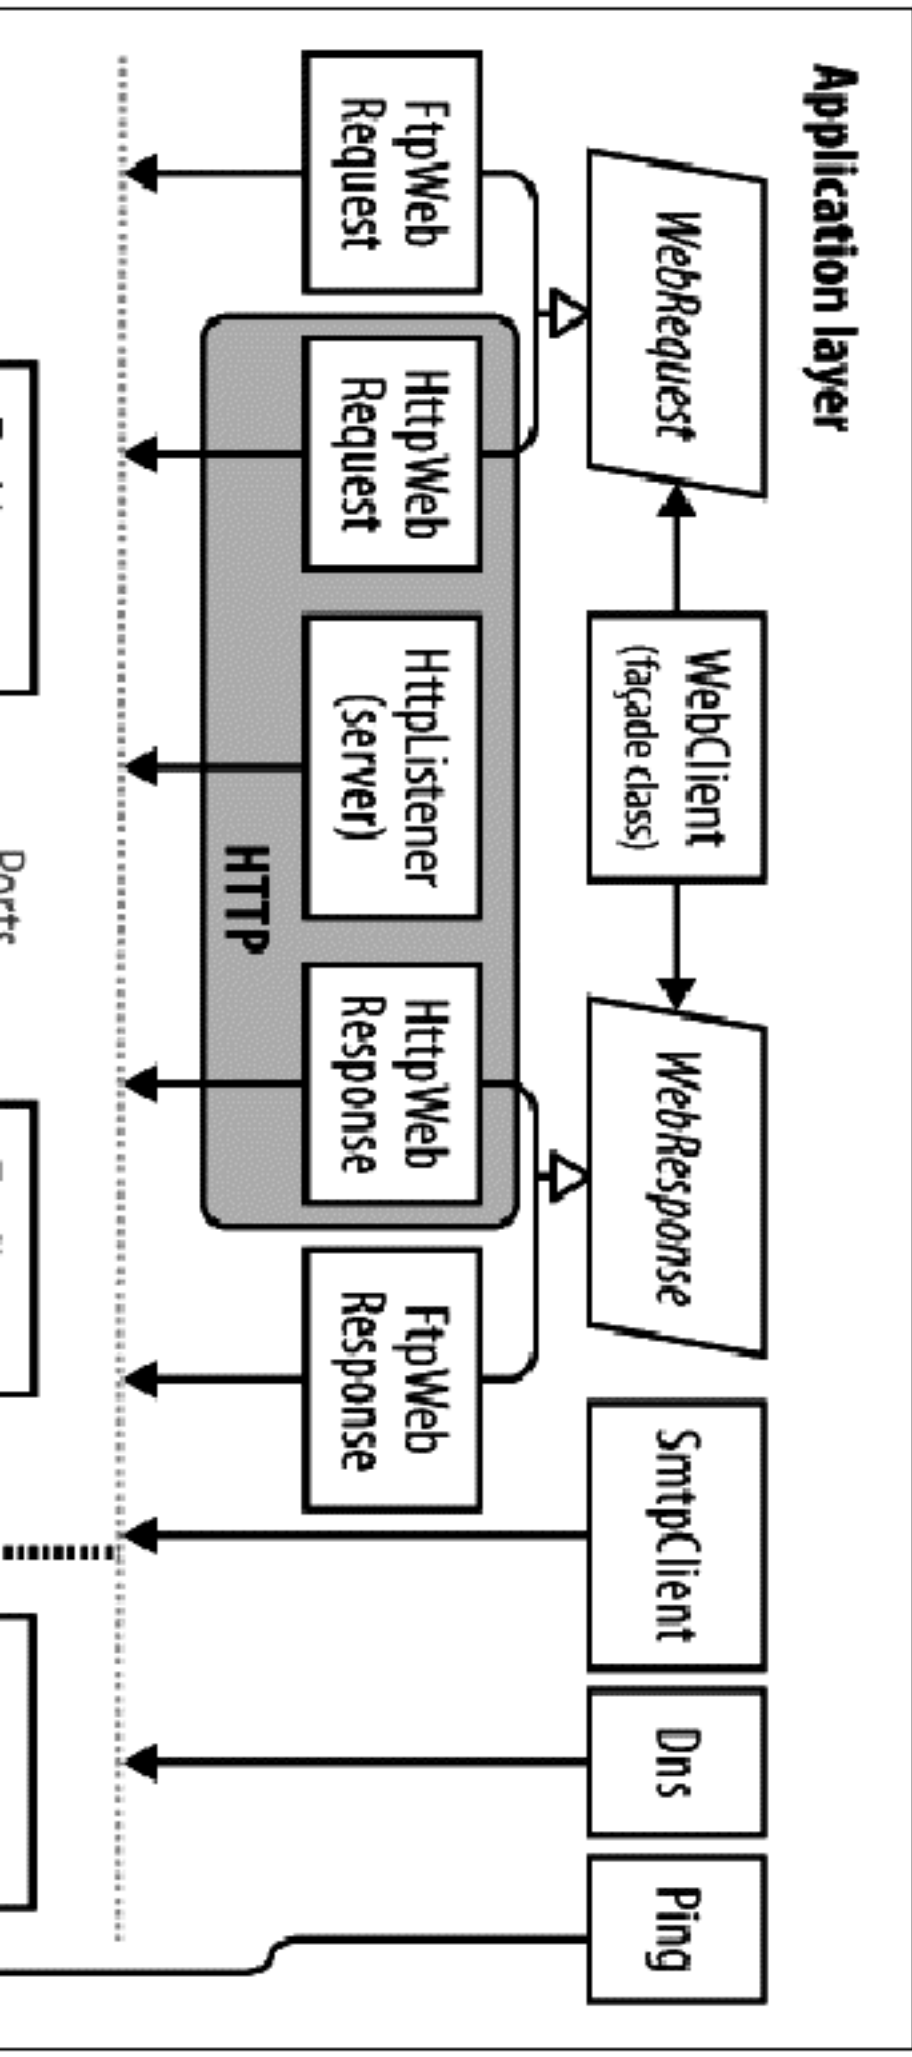 Application layer
WebRequest
WebClient
(façade class)
WebResponse
SmtpClient
Dns
Ping
FtpWeb
Request
HttpWeb
Request
HttpListener
(server)
HttpWeb
Response
FtpWeb
Response
HTTP
Ports